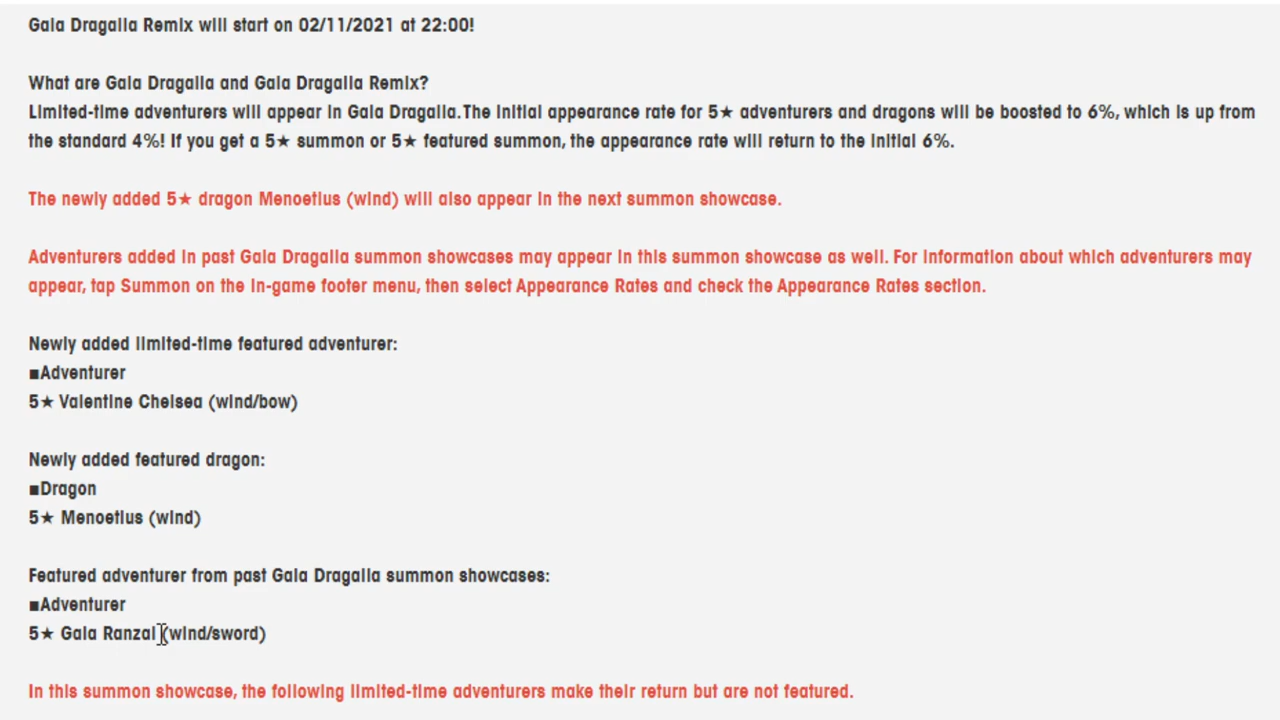 Gala Dragalia Remix will start on 02/11/2021 at 22:00!
What are Gala Dragalia and Gala Dragalia Remix?
Limited-time adventurers will appear in Gala Dragalia. The initial appearance rate for 5★ adventurers and dragons will be boosted to 6%, which is up from
the standard 4%! If you get a 5★ summon or 5★ featured summon, the appearance rate will return to the initial 6%.
The newly added 5★ dragon Menoetius (wind) will also appear in the next summon showcase.
Adventurers added in past Gala Dragalia summon showcases may appear in this summon showcase as well. For information about which adventurers may
appear, tap Summon on the in-game footer menu, then select Appearance Rates and check the Appearance Rates section.
Newly added limited-time featured adventurer:
■Adventurer
5★ Valentine Chelsea (wind/bow)
Newly added featured dragon:
■Dragon
5★ Menoetius (wind)
Featured adventurer from past Gala Dragalia summon showcases:
■Adventurer
5★ Gala Ranzal (wind/sword)
In this summon showcase, the following limited-time adventurers make their return but are not featured.